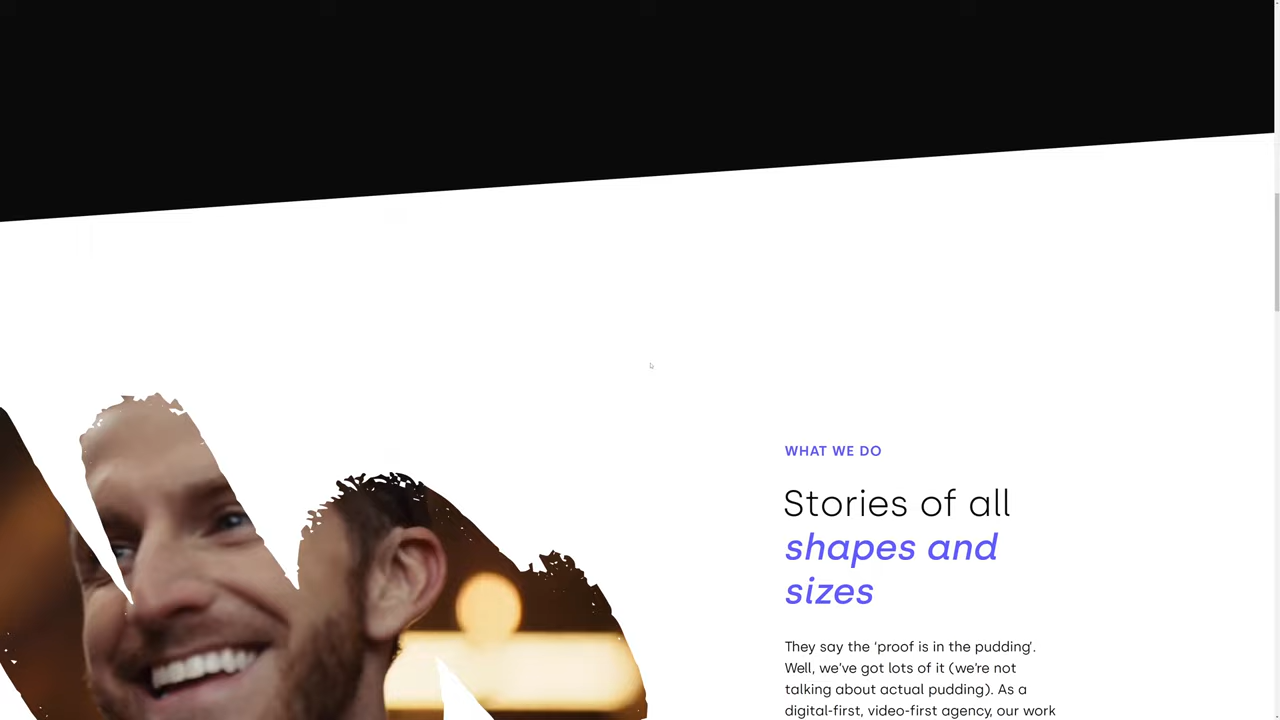 WHAT WE DO
Stories of all
shapes and
sizes
They say the ‘proof is in the pudding’.
Well, we’ve got lots of it (we’re not
talking about actual pudding). As a
digital-first, video-first agency, our work